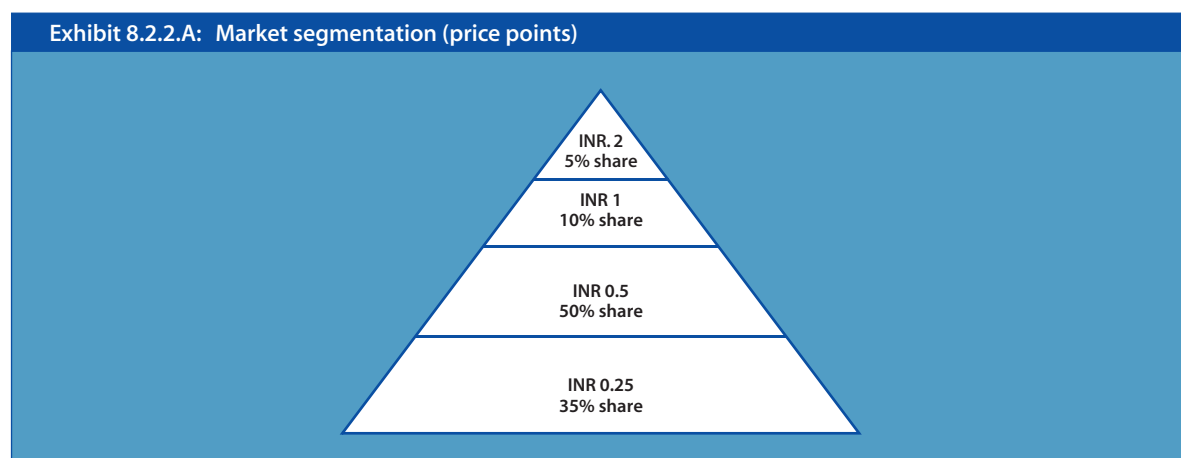 Exhibit 8.2.2.A: Market segmentation (price points)
INR. 2
5% share
INR 1
10% share
INR 0.5
50% share
INR 0.25
35% share